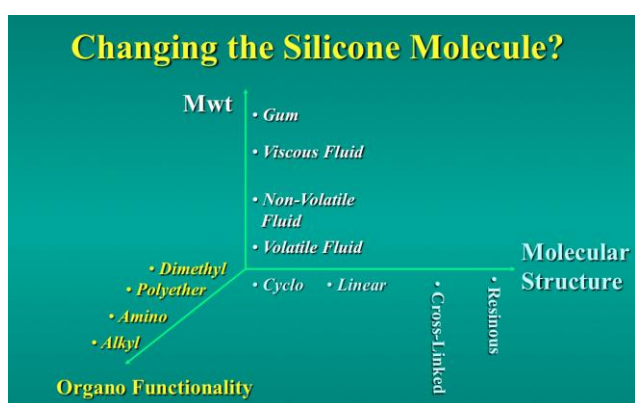 Changing the Silicone Molecule?
Mwt
• Gum
• Viscous Fluid
• Non-Volatile
Fluid
• Volatile Fluid
Molecular
Structure
• Cyclo
• Linear
• Cross-Linked
• Resinous
• Dimethyl
• Polyether
• Amino
• Alkyl
Organo Functionality